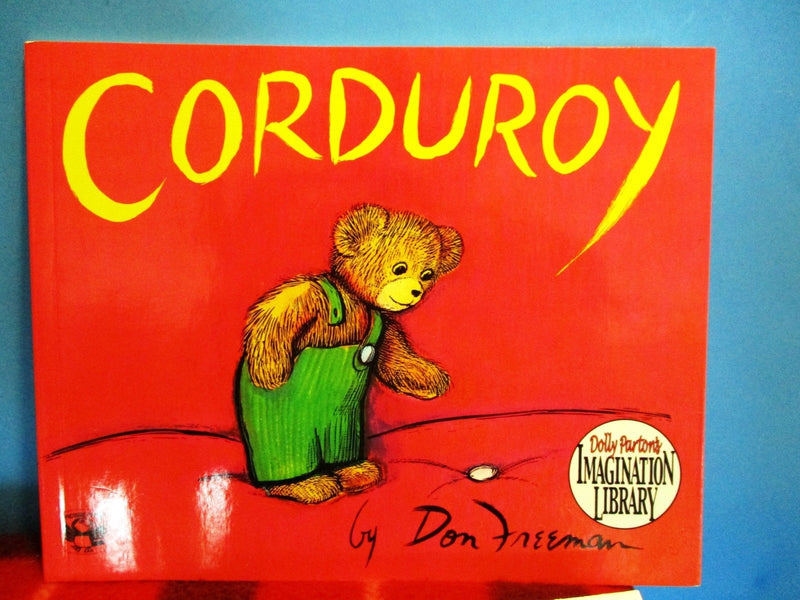 CORDUROY
Dolly Parton's
IMAGINATION
LIBRARY
by Don Freeman